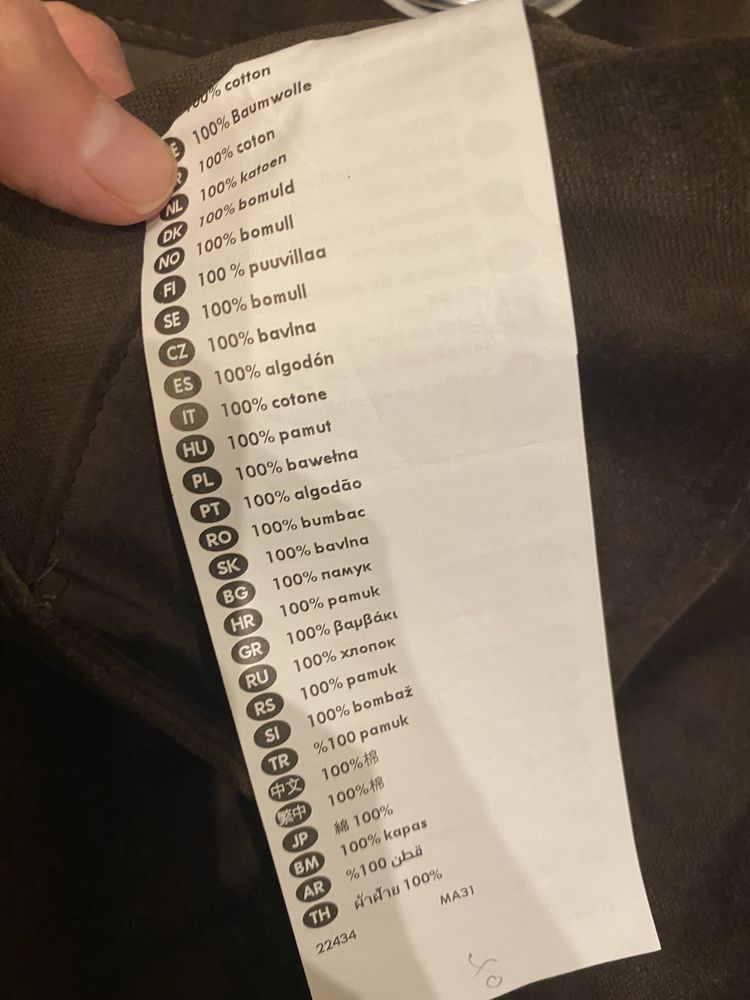 100% cotton
E 100% Baumwolle
R 100% coton
NL 100% katoen
DK 100% bomuld
NO 100% bomull
FI 100 % puuvillaa
SE 100% bomull
CZ 100% bavlna
ES 100% algodón
IT 100% cotone
HU 100% pamut
PL 100% bawełna
PT 100% algodão
RO 100% bumbac
SK 100% bavlna
BG 100% памук
HR 100% pamuk
GR 100% βαμβάκι
RU 100% хлопок
RS 100% pamuk
SI 100% bombaž
TR %100 pamuk
中文 100%棉
繁中 100%棉
JP 綿 100%
BM 100% kapas
AR %100 قطن
TH ผ้าฝ้าย 100%
22434 MA31